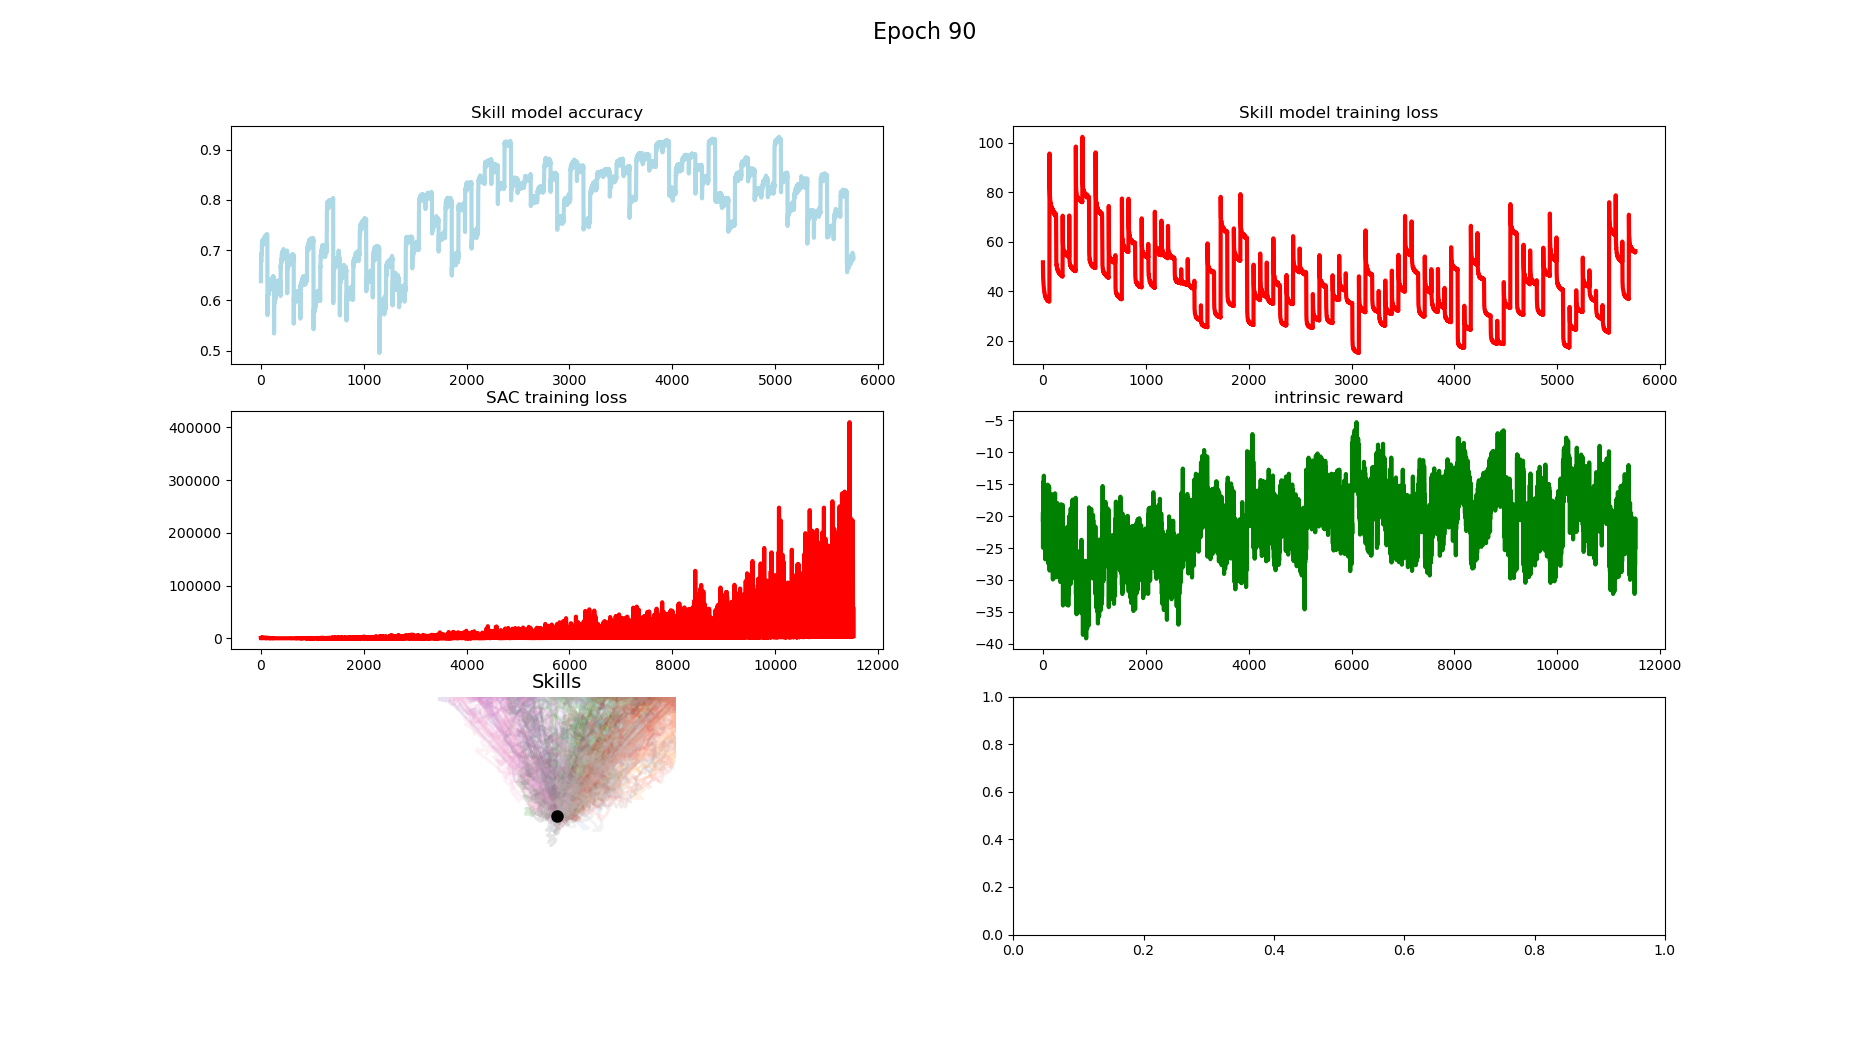 Epoch 90
Skill model accuracy
0.9
0.8
0.7
0.6
0.5
0 1000 2000 3000 4000 5000 6000
Skill model training loss
100
80
60
40
20
0 1000 2000 3000 4000 5000 6000
SAC training loss
400000
300000
200000
100000
0
0 2000 4000 6000 8000 10000 12000
intrinsic reward
−5
−10
−15
−20
−25
−30
−35
−40
0 2000 4000 6000 8000 10000 12000
Skills
1.0
0.8
0.6
0.4
0.2
0.0
0.0 0.2 0.4 0.6 0.8 1.0